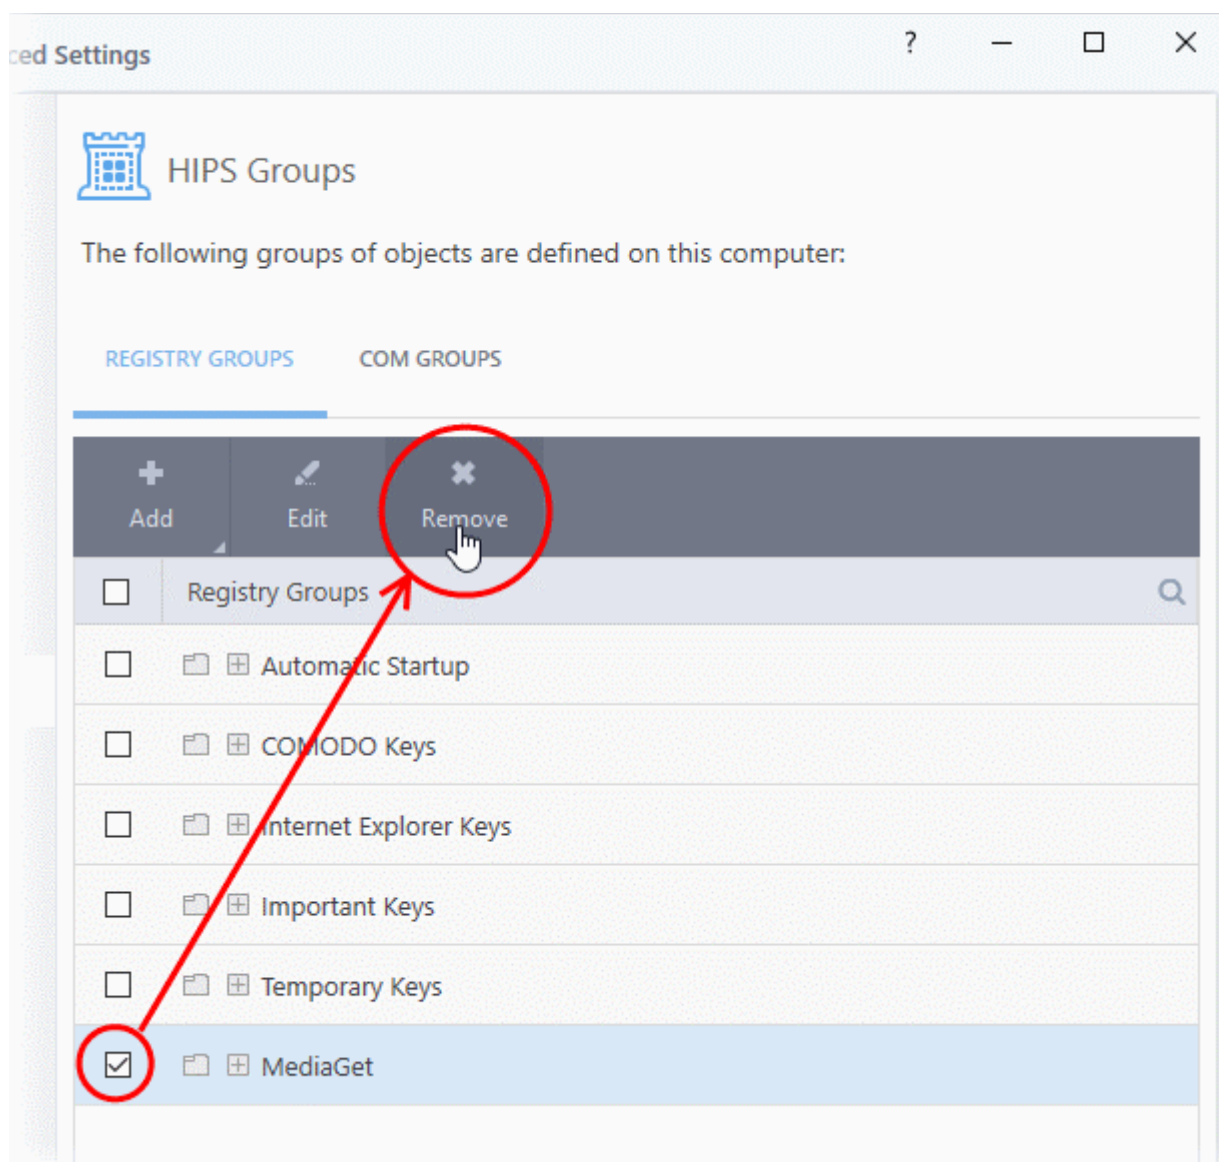 ced Settings ?
HIPS Groups
The following groups of objects are defined on this computer:
REGISTRY GROUPS COM GROUPS
Add Edit Remove
Registry Groups
Automatic Startup
COMODO Keys
Internet Explorer Keys
Important Keys
Temporary Keys
MediaGet